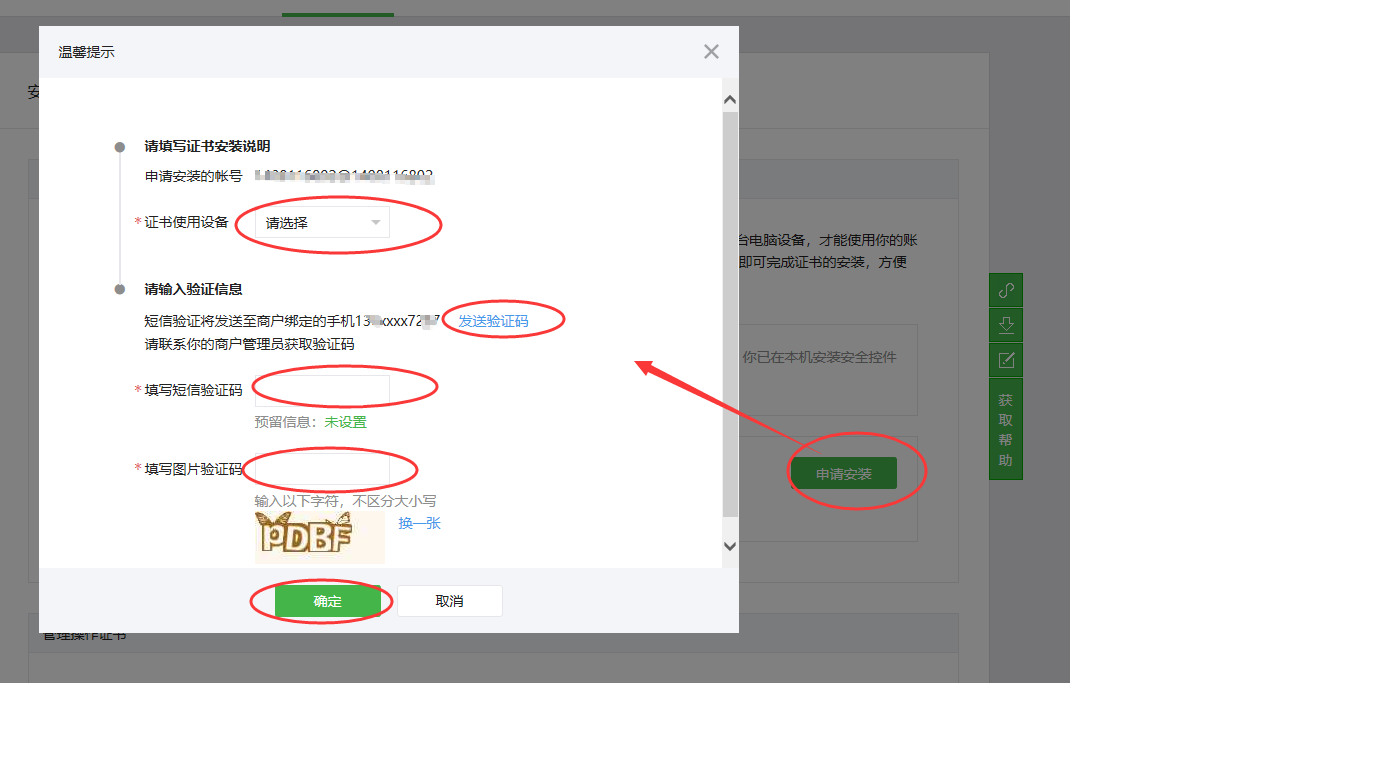 温馨提示
安
请填写证书安装说明
申请安装的帐号
*证书使用设备 请选择
台电脑设备，才能使用你的账
即可完成证书的安装，方便
请输入验证信息
短信验证将发送至商户绑定的手机13 xxxx72 7 发送验证码
请联系你的商户管理员获取验证码
你已在本机安装安全控件
*填写短信验证码
预留信息：未设置
*填写图片验证码
申请安装
输入以下字符，不区分大小写
PDBF 换一张
确定 取消
管理操作证书
获
取
帮
助